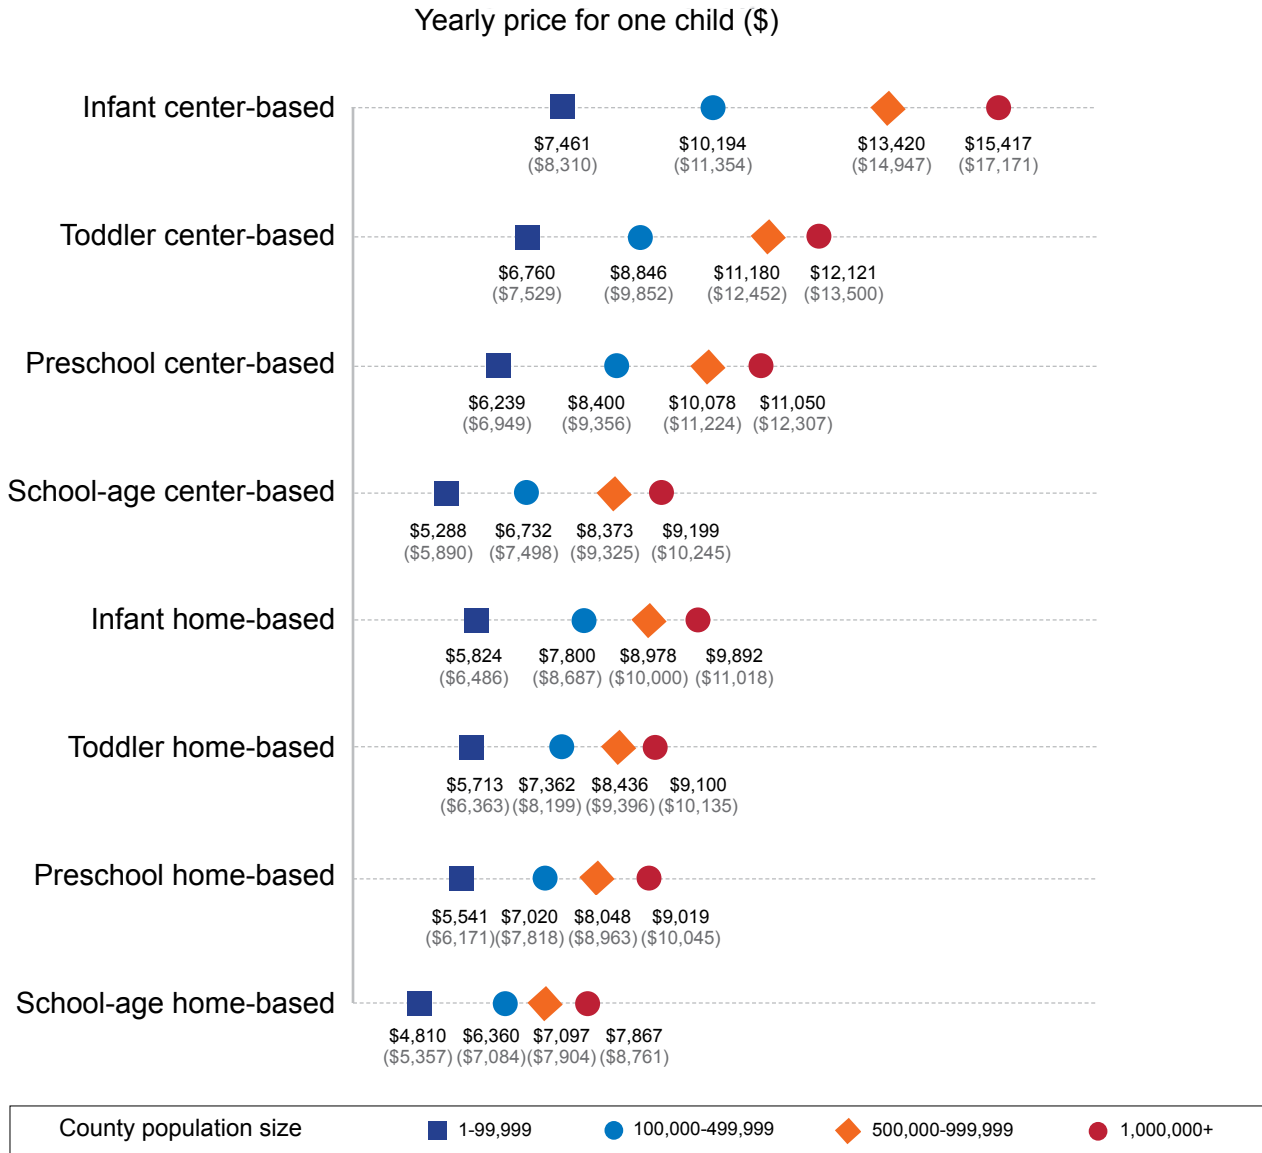 Yearly price for one child ($)
Infant center-based
$7,461 $10,194 $13,420 $15,417
($8,310) ($11,354) ($14,947) ($17,171)
Toddler center-based
$6,760 $8,846 $11,180 $12,121
($7,529) ($9,852) ($12,452) ($13,500)
Preschool center-based
$6,239 $8,400 $10,078 $11,050
($6,949) ($9,356) ($11,224) ($12,307)
School-age center-based
$5,288 $6,732 $8,373 $9,199
($5,890) ($7,498) ($9,325) ($10,245)
Infant home-based
$5,824 $7,800 $8,978 $9,892
($6,486) ($8,687) ($10,000) ($11,018)
Toddler home-based
$5,713 $7,362 $8,436 $9,100
($6,363) ($8,199) ($9,396) ($10,135)
Preschool home-based
$5,541 $7,020 $8,048 $9,019
($6,171) ($7,818) ($8,963) ($10,045)
School-age home-based
$4,810 $6,360 $7,097 $7,867
($5,357) ($7,084) ($7,904) ($8,761)
County population size 1-99,999 100,000-499,999 500,000-999,999 1,000,000+